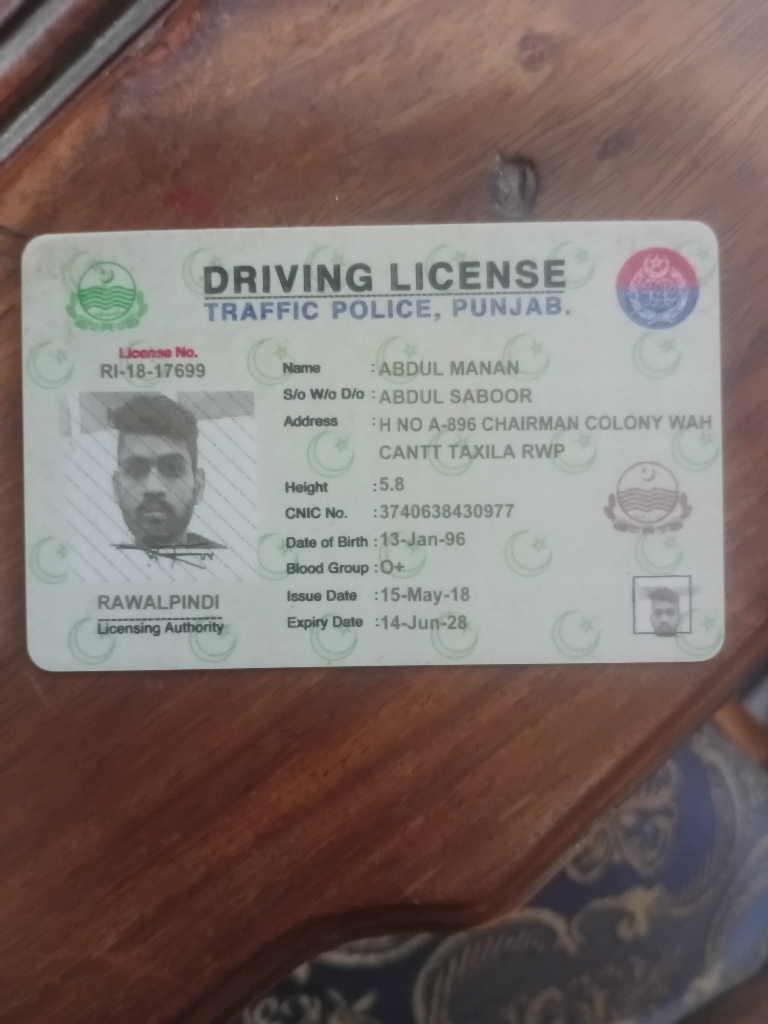 DRIVING LICENSE
TRAFFIC POLICE, PUNJAB.
License No.
RI-18-17699
Name : ABDUL MANAN
S/o W/o D/o : ABDUL SABOOR
Address : H NO A-896 CHAIRMAN COLONY WAH
CANTT TAXILA RWP
Height : 5.8
CNIC No. : 3740638430977
Date of Birth : 13-Jan-96
Blood Group : O+
Issue Date : 15-May-18
Expiry Date : 14-Jun-28
RAWALPINDI
Licensing Authority